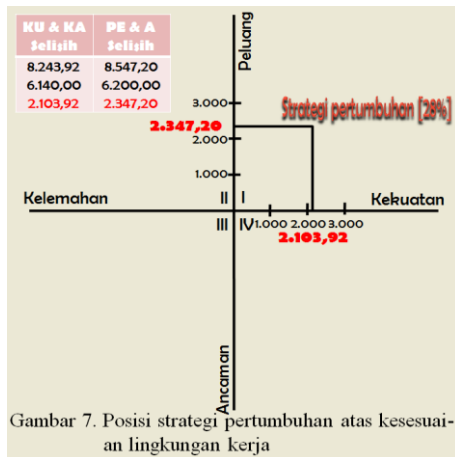 KU & KA PE & A
Selisih Selisih
8.243,92 8.547,20
6.140,00 6.200,00
2.103,92 2.347,20
Peluang
3.000
Strategi pertumbuhan [28%]
2.347,20
2.000
1.000
Kelemahan II I Kekuatan
III IV 1.000 2.000 3.000
2.103,92
Ancaman
Gambar 7. Posisi strategi pertumbuhan atas kesesuai-
an lingkungan kerja